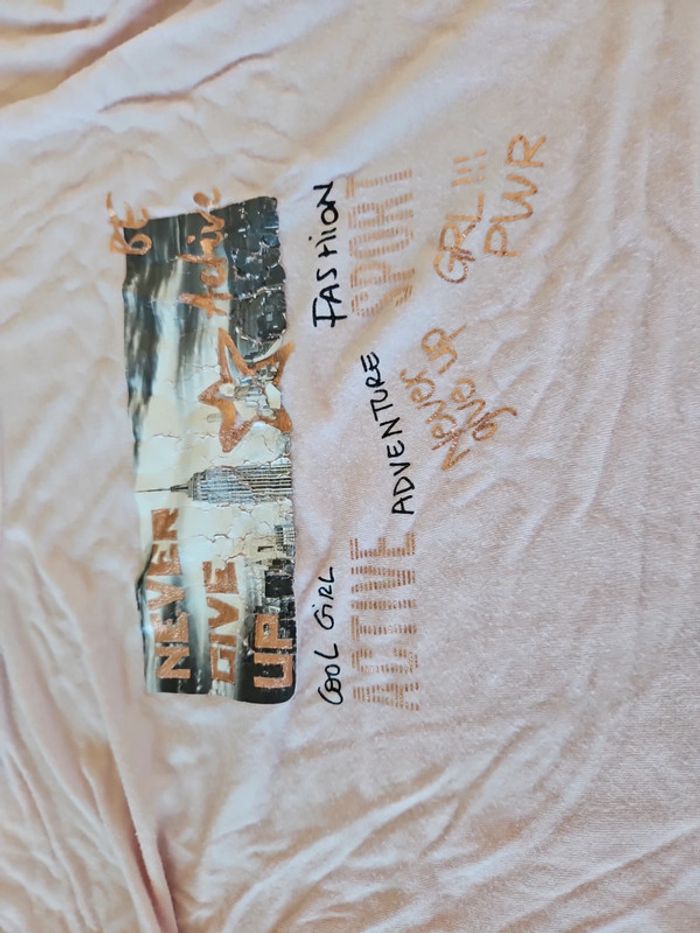 NEVER
GIVE
UP
BE
Active
COOL GiRL
ACTIVE
ADVENTURE
FASHION
SPORT
Never
give up
GRL !!!
PWR